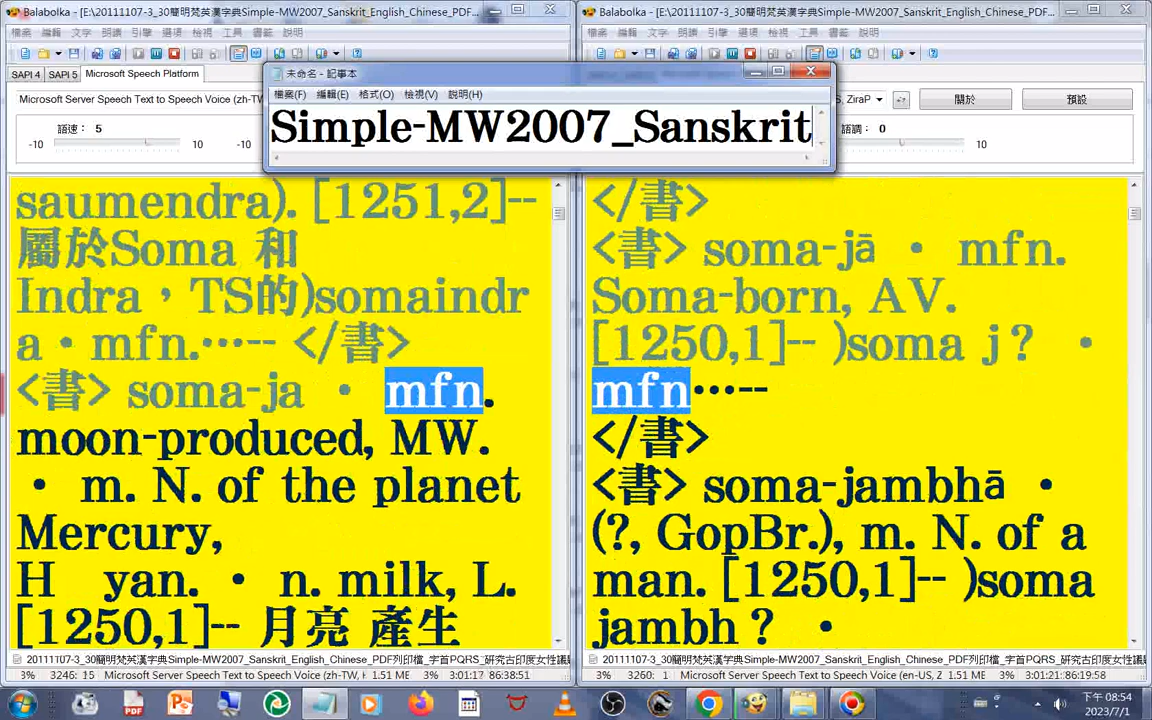 Balabolka - [E:\20111107-3_30簡明梵英漢字典Simple-MW2007_Sanskrit_English_Chinese_PDF...
檔案 編輯 文字 朗讀 引擎 選項 檢視 工具 書籤 說明
SAPI 4 SAPI 5 Microsoft Speech Platform
Microsoft Server Speech Text to Speech Voice (zh-TW,
語速： 5
-10 10 -10
saumendra). [1251,2]--
屬於Soma 和
Indra，TS的)somaindr
a • mfn.…-- </書>
<書> soma-ja • mfn.
moon-produced, MW.
• m. N. of the planet
Mercury,
H yan. • n. milk, L.
[1250,1]-- 月亮 產生
20111107-3_30簡明梵英漢字典Simple-MW2007_Sanskrit_English_Chinese_PDF列印檔_字首PQRS_研究古印度女性議
3% 3246: 15 Microsoft Server Speech Text to Speech Voice (zh-TW, H 1.51 MB 3% 3:01:17 86:38:51
未命名 - 記事本
檔案(F) 編輯(E) 格式(O) 檢視(V) 說明(H)
Simple-MW2007_Sanskrit
Balabolka - [E:\20111107-3_30簡明梵英漢字典Simple-MW2007_Sanskrit_English_Chinese_PDF...
檔案 編輯 文字 朗讀 引擎 選項 檢視 工具 書籤 說明
S, ZiraP 關於 預設
語調： 0
10
</書>
<書> soma-jā • mfn.
Soma-born, AV.
[1250,1]-- )soma j？ •
mfn…--
</書>
<書> soma-jambhā •
(?, GopBr.), m. N. of a
man. [1250,1]-- )soma
jambh？ •
20111107-3_30簡明梵英漢字典Simple-MW2007_Sanskrit_English_Chinese_PDF列印檔_字首PQRS_研究古印度女性議
3% 3260: 1 Microsoft Server Speech Text to Speech Voice (en-US, Z 1.51 MB 3% 3:01:21 86:19:58
下午 08:54
2023/7/1